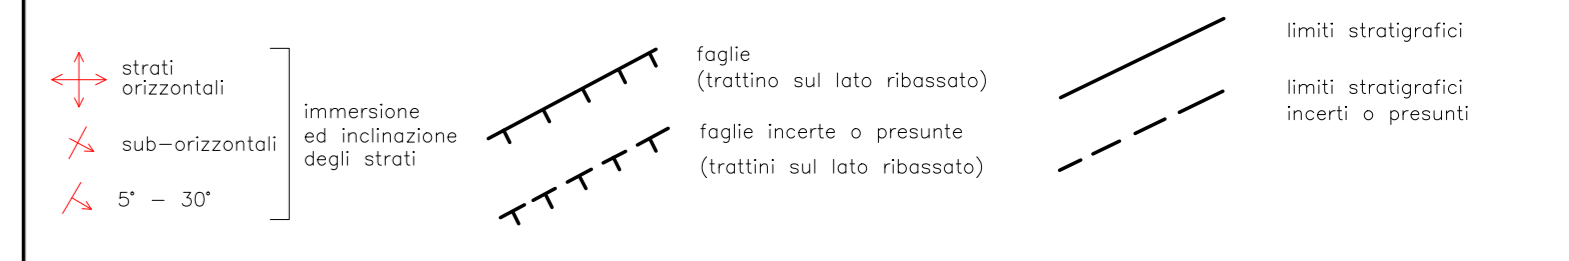 strati
orizzontali
sub-orizzontali
5° - 30°
immersione
ed inclinazione
degli strati
faglie
(trattino sul lato ribassato)
faglie incerte o presunte
(trattini sul lato ribassato)
limiti stratigrafici
limiti stratigrafici
incerti o presunti